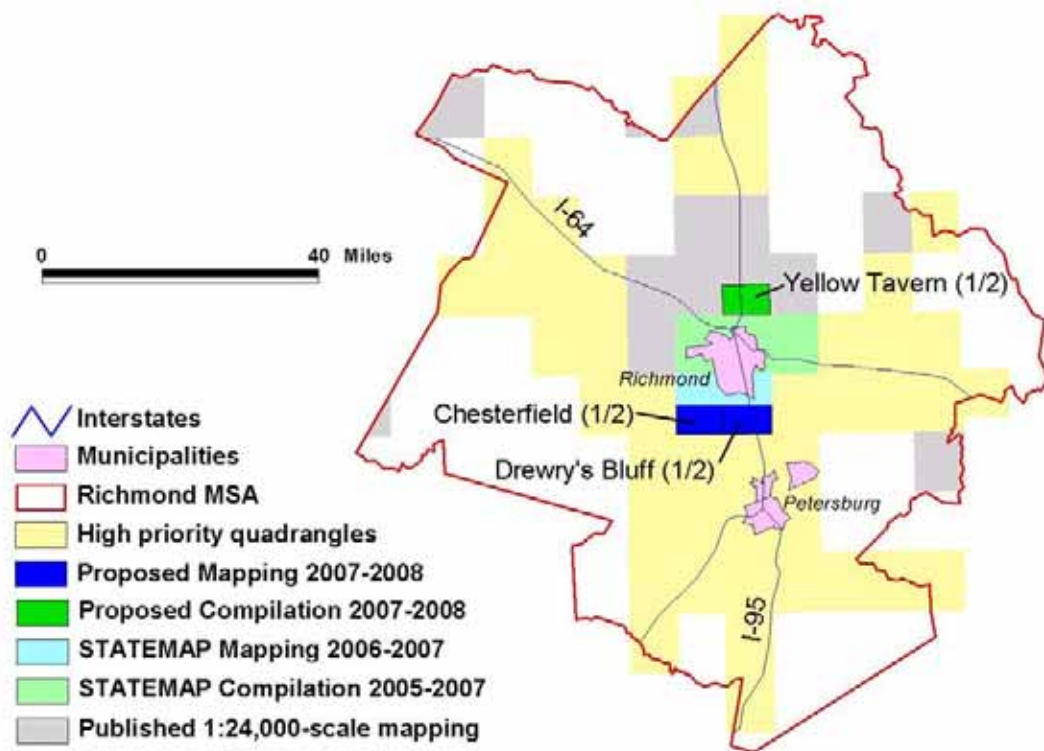 I-64
0 40 Miles
Yellow Tavern (1/2)
Richmond
Chesterfield (1/2)
Drewry's Bluff (1/2)
Petersburg
I-95
Interstates
Municipalities
Richmond MSA
High priority quadrangles
Proposed Mapping 2007-2008
Proposed Compilation 2007-2008
STATEMAP Mapping 2006-2007
STATEMAP Compilation 2005-2007
Published 1:24,000-scale mapping